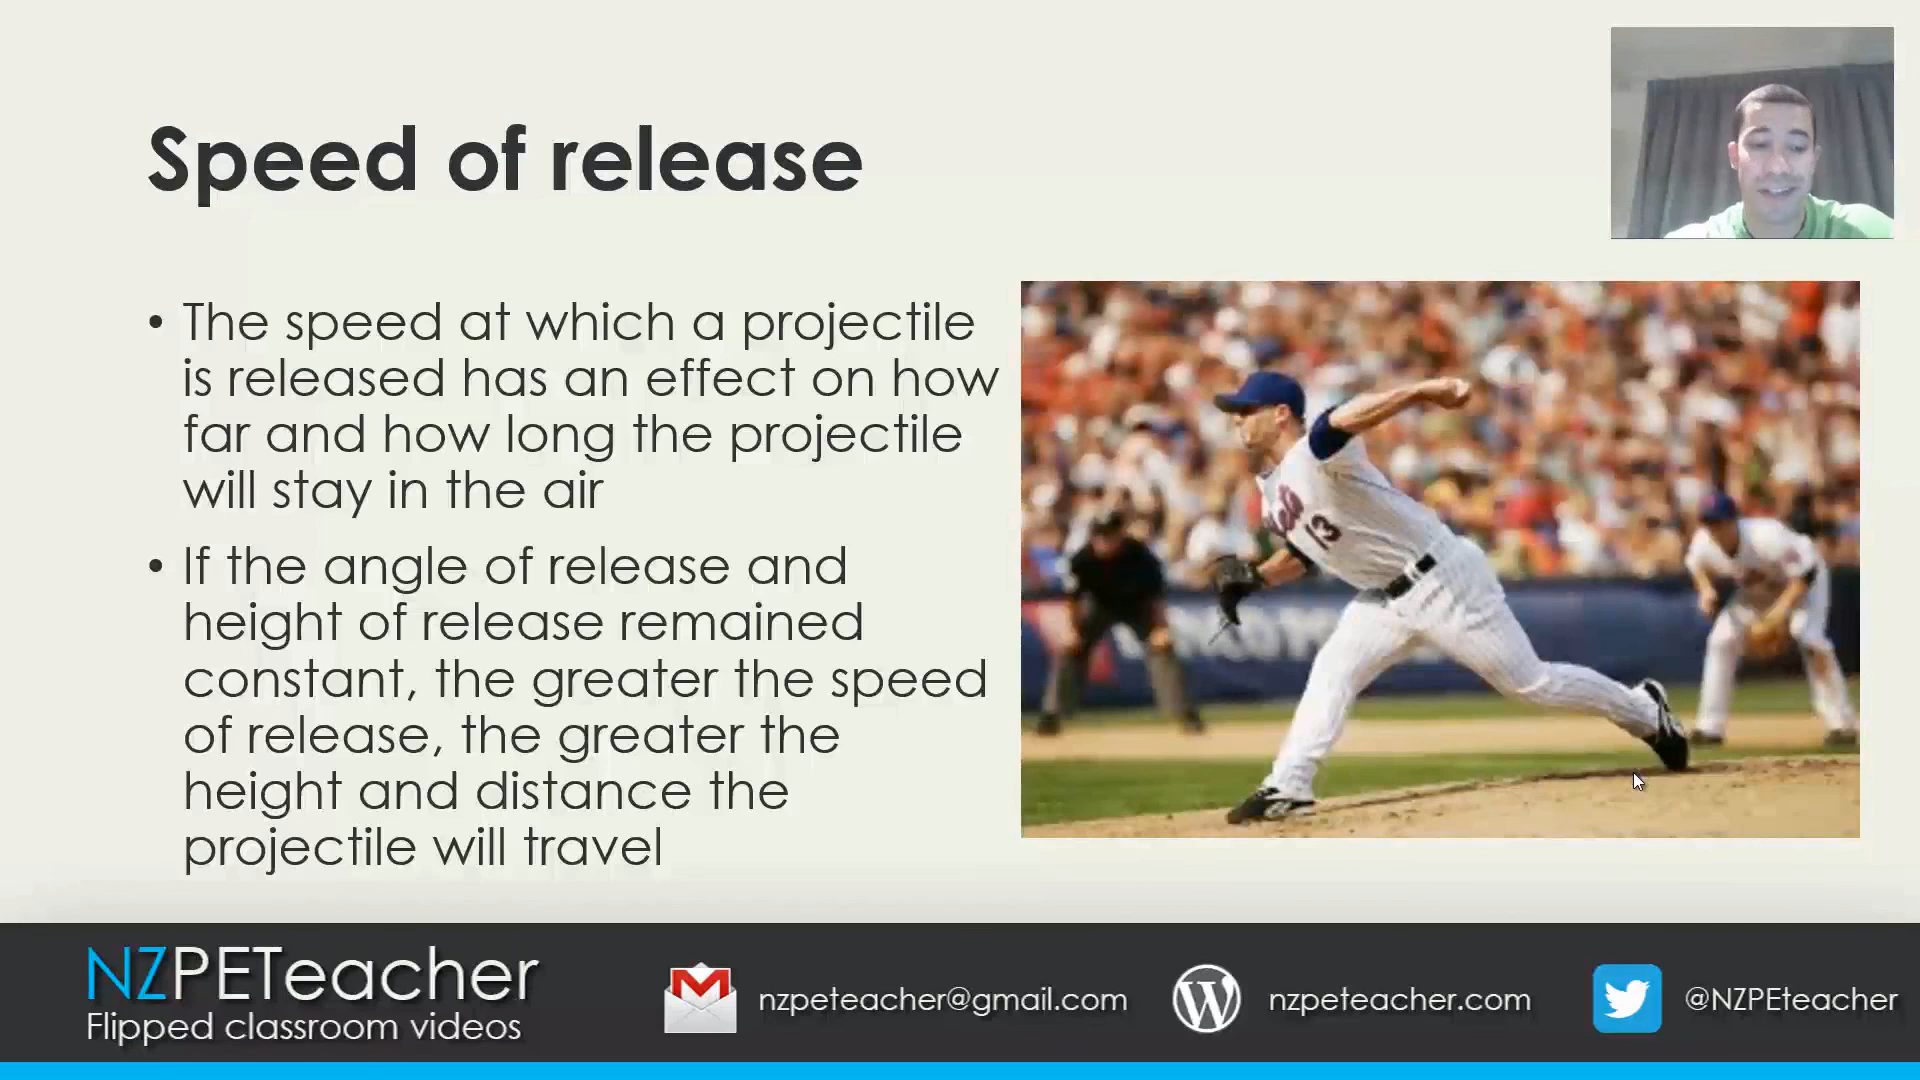 Speed of release
• The speed at which a projectile
is released has an effect on how
far and how long the projectile
will stay in the air
• If the angle of release and
height of release remained
constant, the greater the speed
of release, the greater the
height and distance the
projectile will travel
13
NZPETeacher
Flipped classroom videos
nzpeteacher@gmail.com
nzpeteacher.com
@NZPEteacher